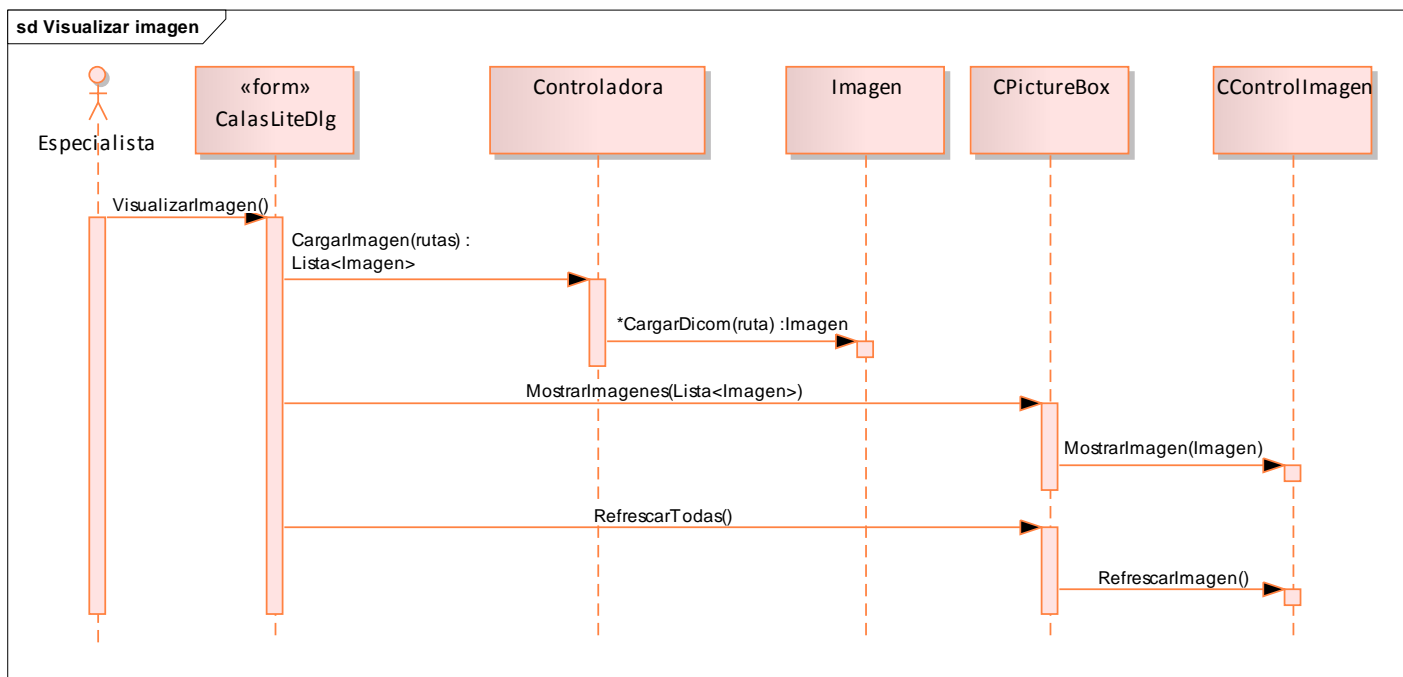 sd Visualizar imagen
Especialista
«form»
CalasLiteDlg
Controladora
Imagen
CPictureBox
CControlImagen
VisualizarImagen()
CargarImagen(rutas) :
Lista<Imagen>
*CargarDicom(ruta) :Imagen
MostrarImagenes(Lista<Imagen>)
MostrarImagen(Imagen)
RefrescarTodas()
RefrescarImagen()